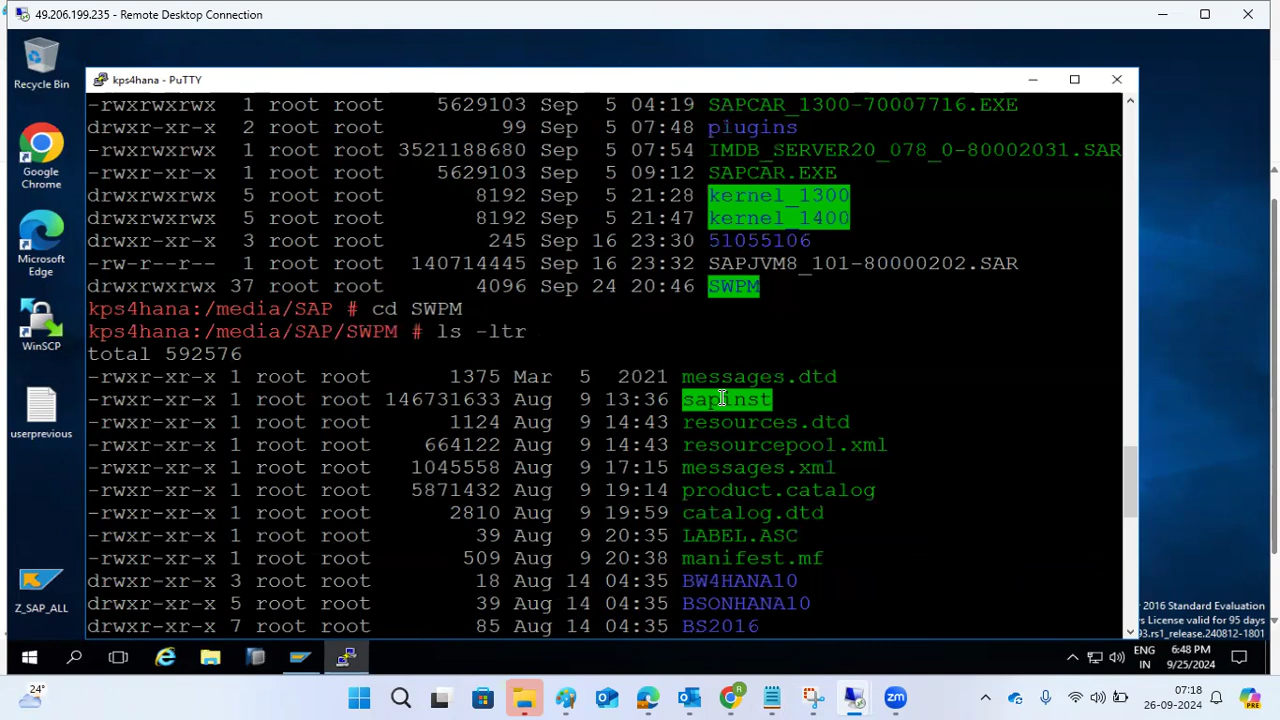 49.206.199.235 - Remote Desktop Connection
Recycle Bin
Google
Chrome
Microsoft
Edge
WinSCP
userprevious
Z_SAP_ALL
kps4hana - PuTTY
-rwxrwxrwx 1 root root 5629103 Sep 5 04:19 SAPCAR_1300-70007716.EXE
drwxr-xr-x 2 root root 99 Sep 5 07:48 plugins
-rwxrwxrwx 1 root root 3521188680 Sep 5 07:54 IMDB_SERVER20_078_0-80002031.SAR
-rwxrwxrwx 1 root root 5629103 Sep 5 09:12 SAPCAR.EXE
drwxrwxrwx 5 root root 8192 Sep 5 21:28 kernel_1300
drwxrwxrwx 5 root root 8192 Sep 5 21:47 kernel_1400
drwxr-xr-x 3 root root 245 Sep 16 23:30 51055106
-rw-r--r-- 1 root root 140714445 Sep 16 23:32 SAPJVM8_101-80000202.SAR
drwxrwxrwx 37 root root 4096 Sep 24 20:46 SWPM
kps4hana:/media/SAP # cd SWPM
kps4hana:/media/SAP/SWPM # ls -ltr
total 592576
-rwxr-xr-x 1 root root 1375 Mar 5 2021 messages.dtd
-rwxr-xr-x 1 root root 146731633 Aug 9 13:36 sapinst
-rwxr-xr-x 1 root root 1124 Aug 9 14:43 resources.dtd
-rwxr-xr-x 1 root root 664122 Aug 9 14:43 resourcepool.xml
-rwxr-xr-x 1 root root 1045558 Aug 9 17:15 messages.xml
-rwxr-xr-x 1 root root 5871432 Aug 9 19:14 product.catalog
-rwxr-xr-x 1 root root 2810 Aug 9 19:59 catalog.dtd
-rwxr-xr-x 1 root root 39 Aug 9 20:35 LABEL.ASC
-rwxr-xr-x 1 root root 509 Aug 9 20:38 manifest.mf
drwxr-xr-x 3 root root 18 Aug 14 04:35 BW4HANA10
drwxr-xr-x 5 root root 39 Aug 14 04:35 BSONHANA10
drwxr-xr-x 7 root root 85 Aug 14 04:35 BS2016
2016 Standard Evaluation
License valid for 95 days
93.rs1_release.240812-1801
ENG
IN
6:48 PM
9/25/2024
24°
07:18
26-09-2024